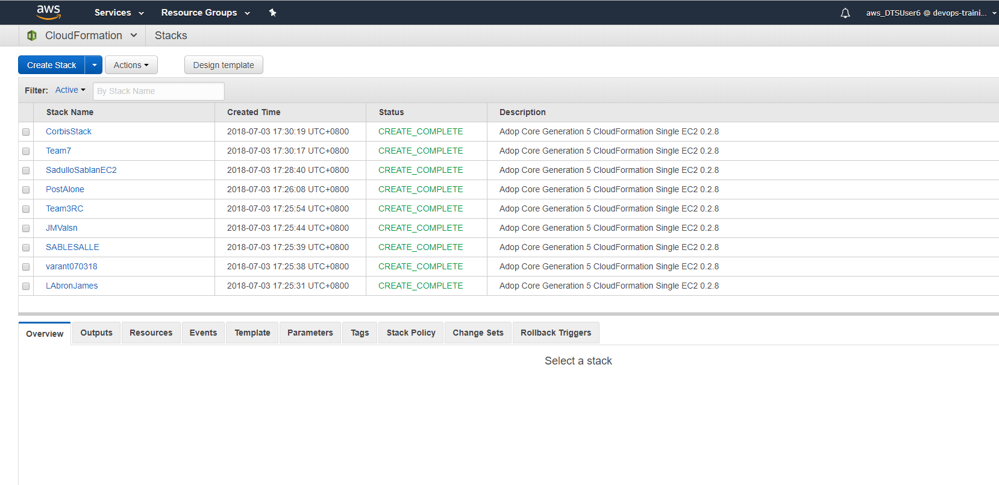 aws Services Resource Groups aws_DTSUser6 @ devops-traini...
CloudFormation Stacks
Create Stack Actions Design template
Filter: Active By Stack Name
Stack Name Created Time Status Description
CorbisStack 2018-07-03 17:30:19 UTC+0800 CREATE_COMPLETE Adop Core Generation 5 CloudFormation Single EC2 0.2.8
Team7 2018-07-03 17:30:17 UTC+0800 CREATE_COMPLETE Adop Core Generation 5 CloudFormation Single EC2 0.2.8
SadulloSablanEC2 2018-07-03 17:28:40 UTC+0800 CREATE_COMPLETE Adop Core Generation 5 CloudFormation Single EC2 0.2.8
PostAlone 2018-07-03 17:26:08 UTC+0800 CREATE_COMPLETE Adop Core Generation 5 CloudFormation Single EC2 0.2.8
Team3RC 2018-07-03 17:25:54 UTC+0800 CREATE_COMPLETE Adop Core Generation 5 CloudFormation Single EC2 0.2.8
JMValsn 2018-07-03 17:25:44 UTC+0800 CREATE_COMPLETE Adop Core Generation 5 CloudFormation Single EC2 0.2.8
SABLESALLE 2018-07-03 17:25:39 UTC+0800 CREATE_COMPLETE Adop Core Generation 5 CloudFormation Single EC2 0.2.8
varant070318 2018-07-03 17:25:38 UTC+0800 CREATE_COMPLETE Adop Core Generation 5 CloudFormation Single EC2 0.2.8
LAbronJames 2018-07-03 17:25:31 UTC+0800 CREATE_COMPLETE Adop Core Generation 5 CloudFormation Single EC2 0.2.8
Overview Outputs Resources Events Template Parameters Tags Stack Policy Change Sets Rollback Triggers
Select a stack